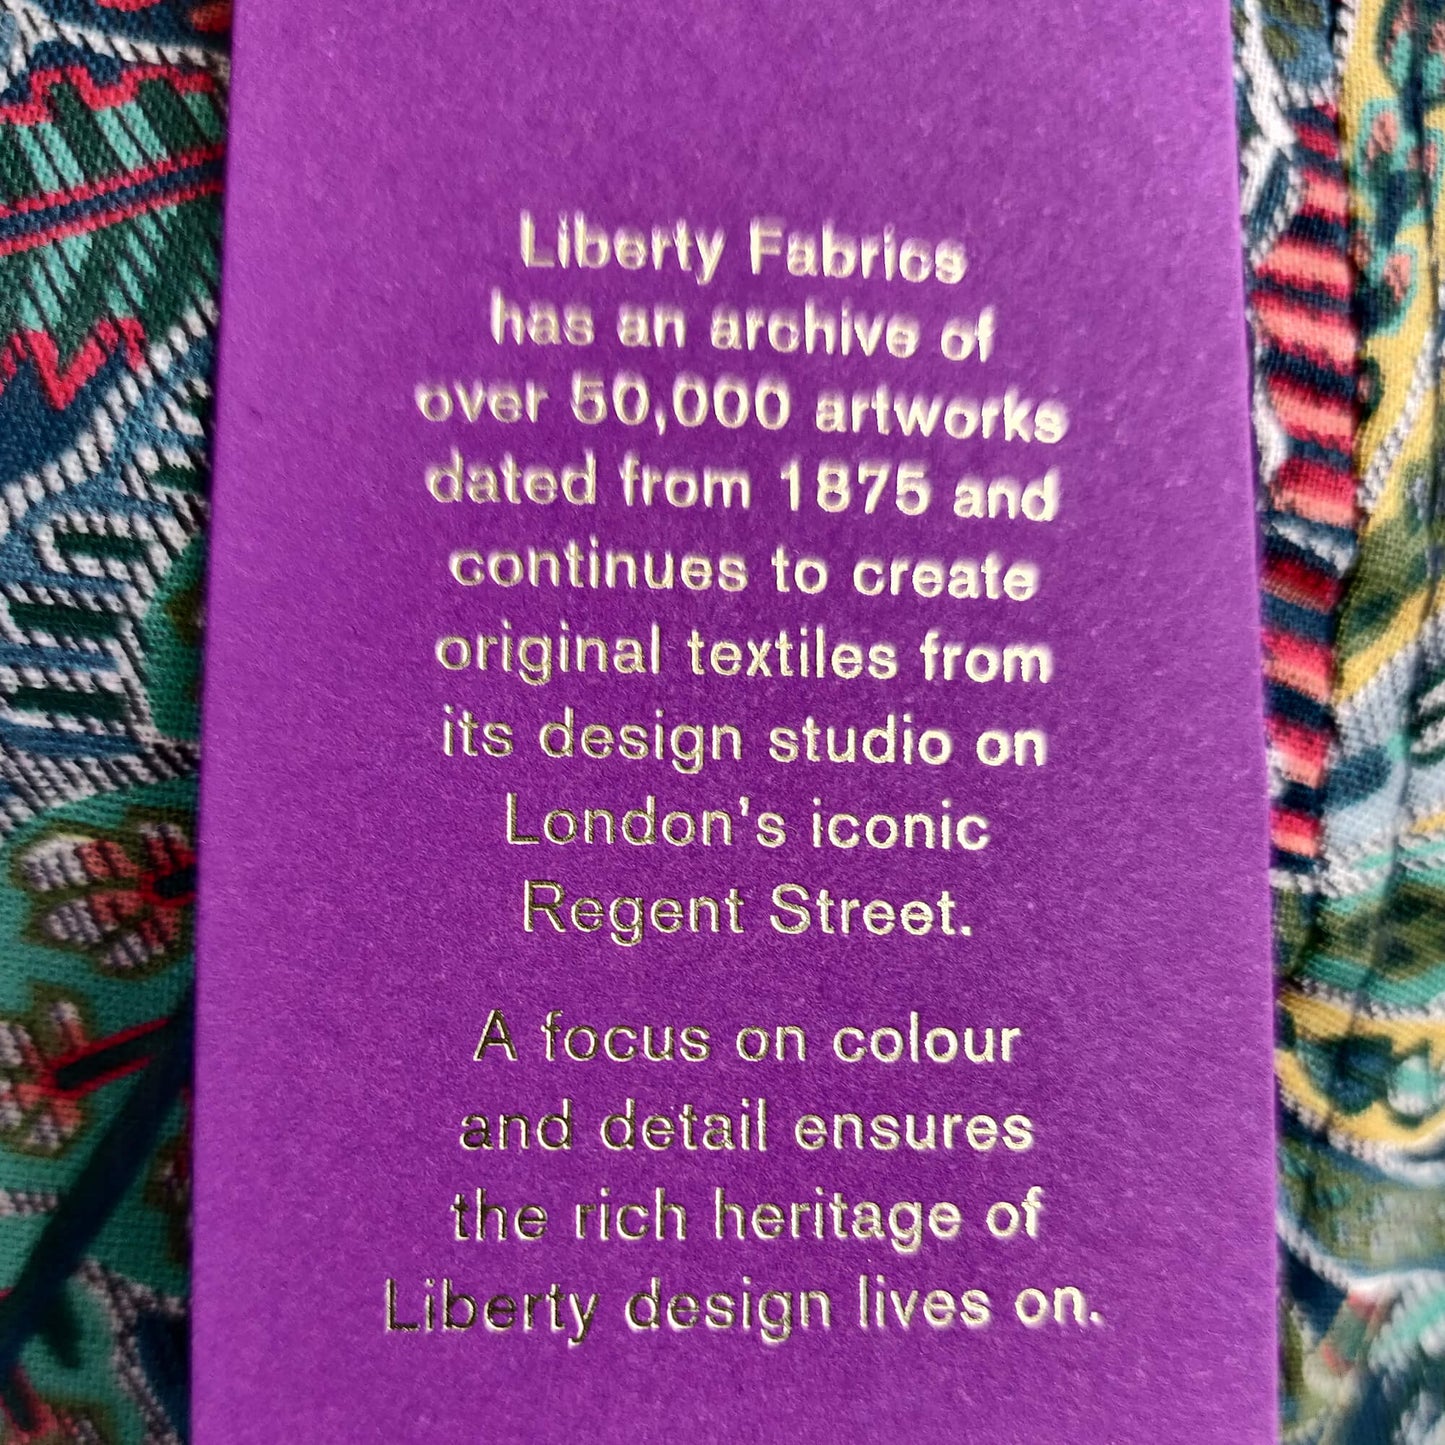 Liberty Fabrics
has an archive of
over 50,000 artworks
dated from 1875 and
continues to create
original textiles from
its design studio on
London's iconic
Regent Street.
A focus on colour
and detail ensures
the rich heritage of
Liberty design lives on.